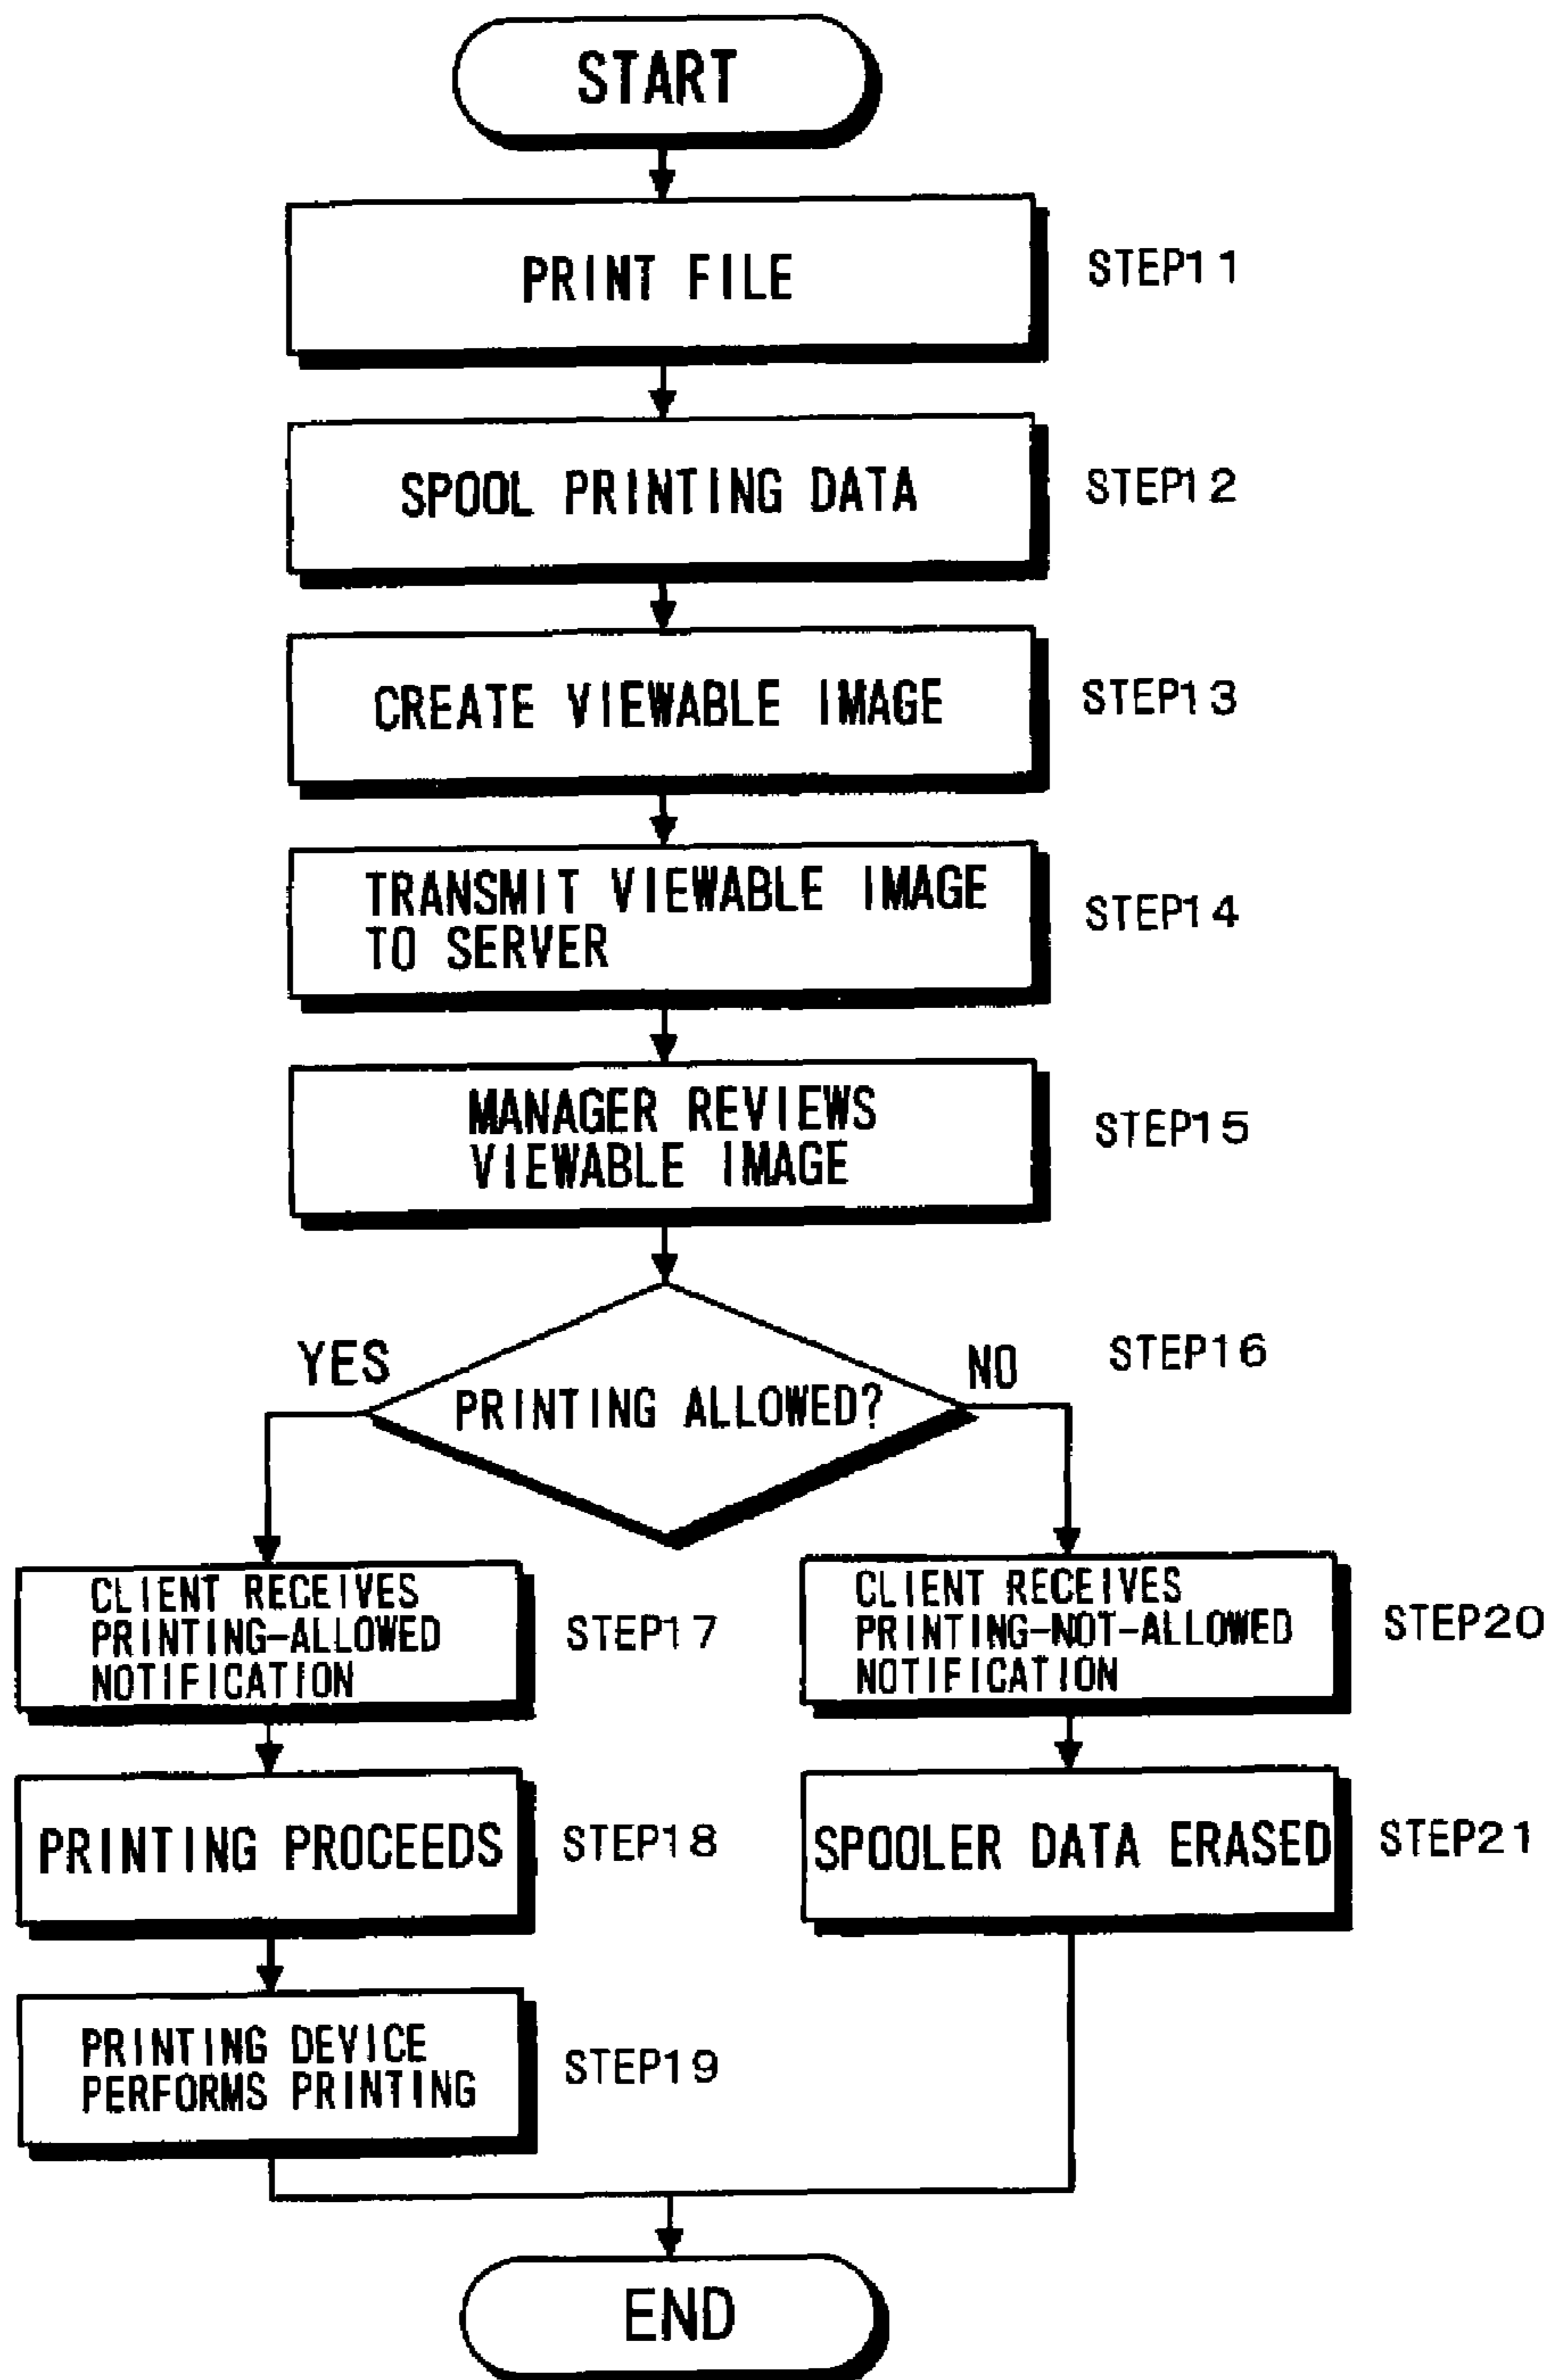 START
PRINT FILE
STEP11
SPOOL PRINTING DATA
STEP12
CREATE VIEWABLE IMAGE
STEP13
TRANSMIT VIEWABLE IMAGE
TO SERVER
STEP14
MANAGER REVIEWS
VIEWABLE IMAGE
STEP15
YES
PRINTING ALLOWED?
NO
STEP16
CLIENT RECEIVES
PRINTING-ALLOWED
NOTIFICATION
STEP17
CLIENT RECEIVES
PRINTING-NOT-ALLOWED
NOTIFICATION
STEP20
PRINTING PROCEEDS
STEP18
SPOOLER DATA ERASED
STEP21
PRINTING DEVICE
PERFORMS PRINTING
STEP19
END